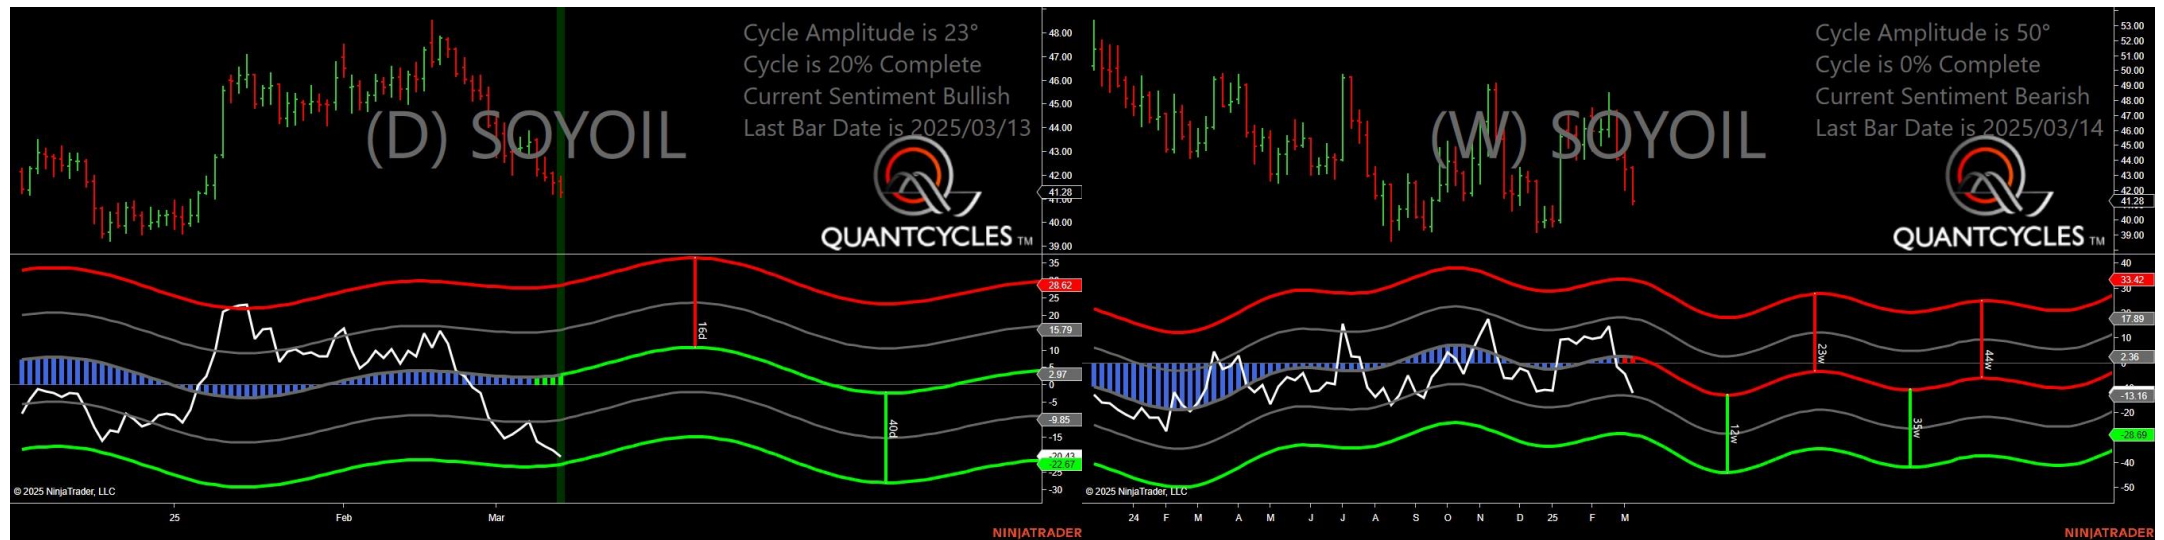 Cycle Amplitude is 23°
Cycle is 20% Complete
Current Sentiment Bullish
Last Bar Date is 2025/03/13
(D) SOYOIL
QUANTCYCLES TM
48.00
47.00
46.00
45.00
44.00
43.00
42.00
41.28
41.00
40.00
39.00
35
28.62
25
20
15.79
10
2.97
0
-5
-9.85
-15
-20.43
-22.67
-25
-30
16d
40d
© 2025 NinjaTrader, LLC
25 Feb Mar
NINJATRADER
Cycle Amplitude is 50°
Cycle is 0% Complete
Current Sentiment Bearish
Last Bar Date is 2025/03/14
(W) SOYOIL
QUANTCYCLES TM
53.00
52.00
51.00
50.00
49.00
48.00
47.00
46.00
45.00
44.00
43.00
42.00
41.28
40.00
39.00
40
33.42
30
17.89
10
2.36
0
-13.16
-20
-28.69
-40
-50
23w
44w
12w
35w
© 2025 NinjaTrader, LLC
24 F M A M J J A S O N D 25 F M
NINJATRADER